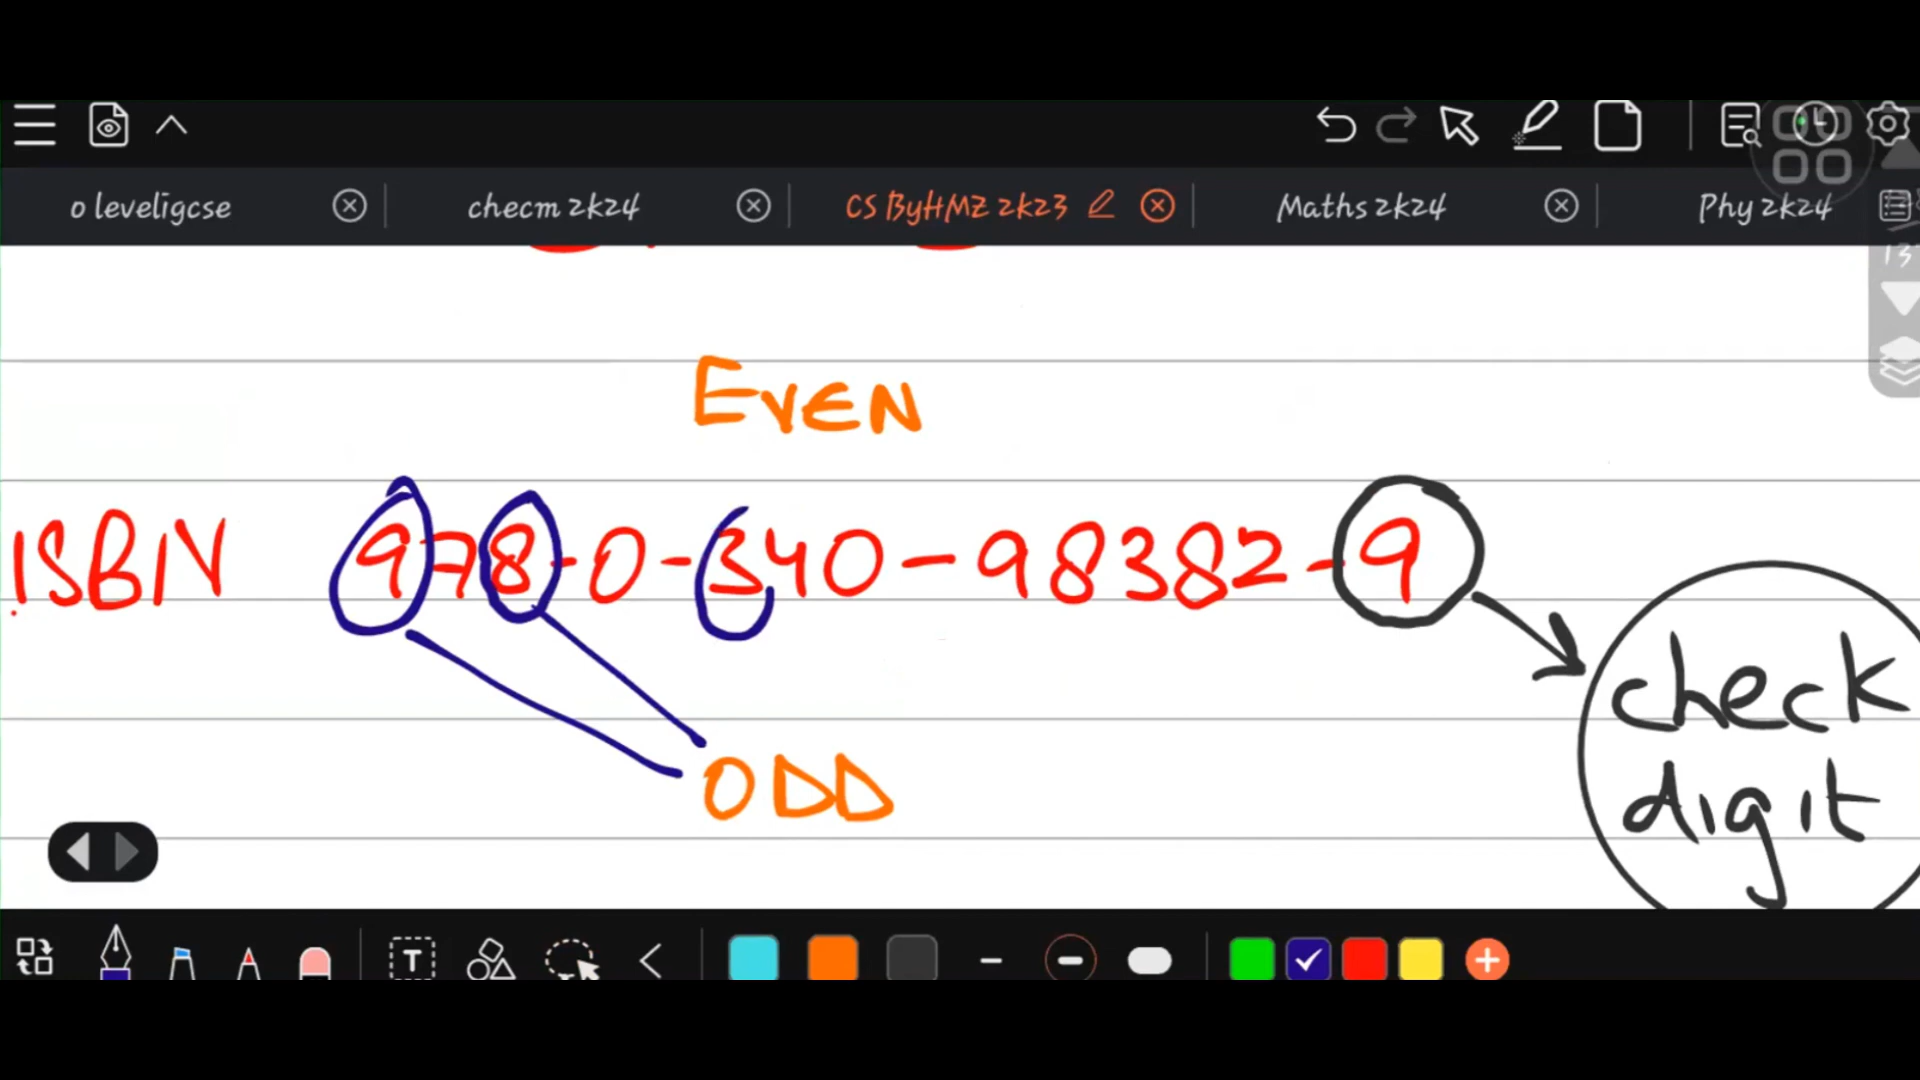 o leveligcse checm 2k24 CS ByHMZ 2k23 Maths 2k24 Phy 2k24
EVEN
ISBN 978-0-340-98382-9
check
digit
ODD
T